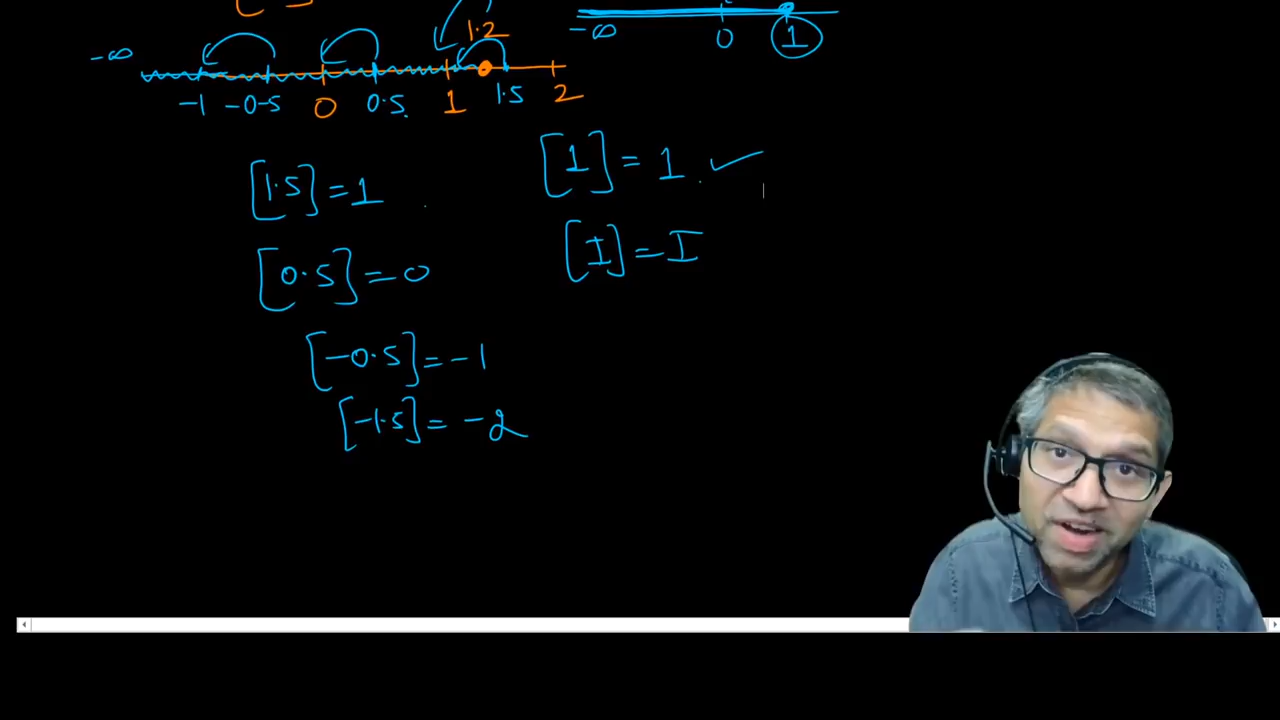 1.2
-∞ 0 1
-∞
-1 -0.5 0 0.5 1 1.5 2
[1.5] = 1
[1] = 1 ✓
[0.5] = 0
[I] = I
[-0.5] = -1
[-1.5] = -2